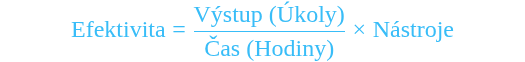 Efektivita = Výstup (Úkoly) / Čas (Hodiny) × Nástroje